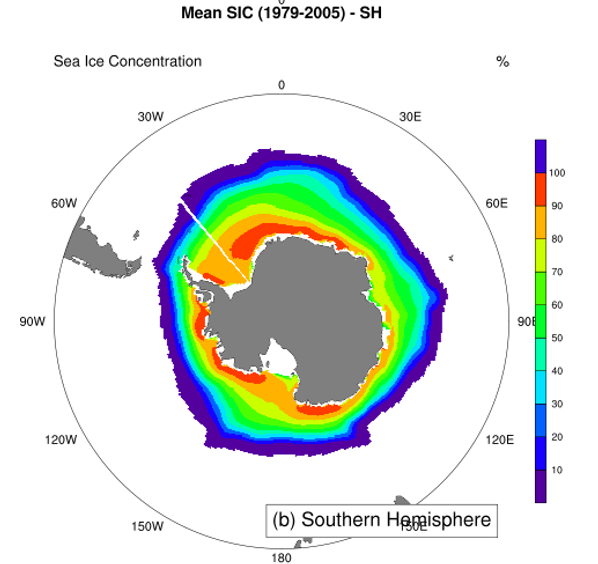 0
Mean SIC (1979-2005) - SH
Sea Ice Concentration %
0
30W 30E
60W 60E
90W 90E
120W 120E
150W 150E
180
100
90
80
70
60
50
40
30
20
10
(b) Southern Hemisphere